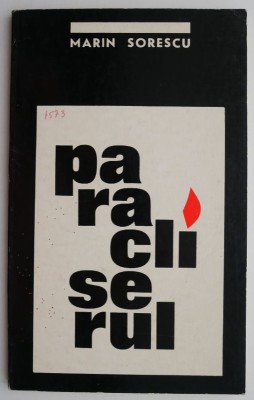 MARIN SORESCU
1573
pa
ra
cli
se
rul